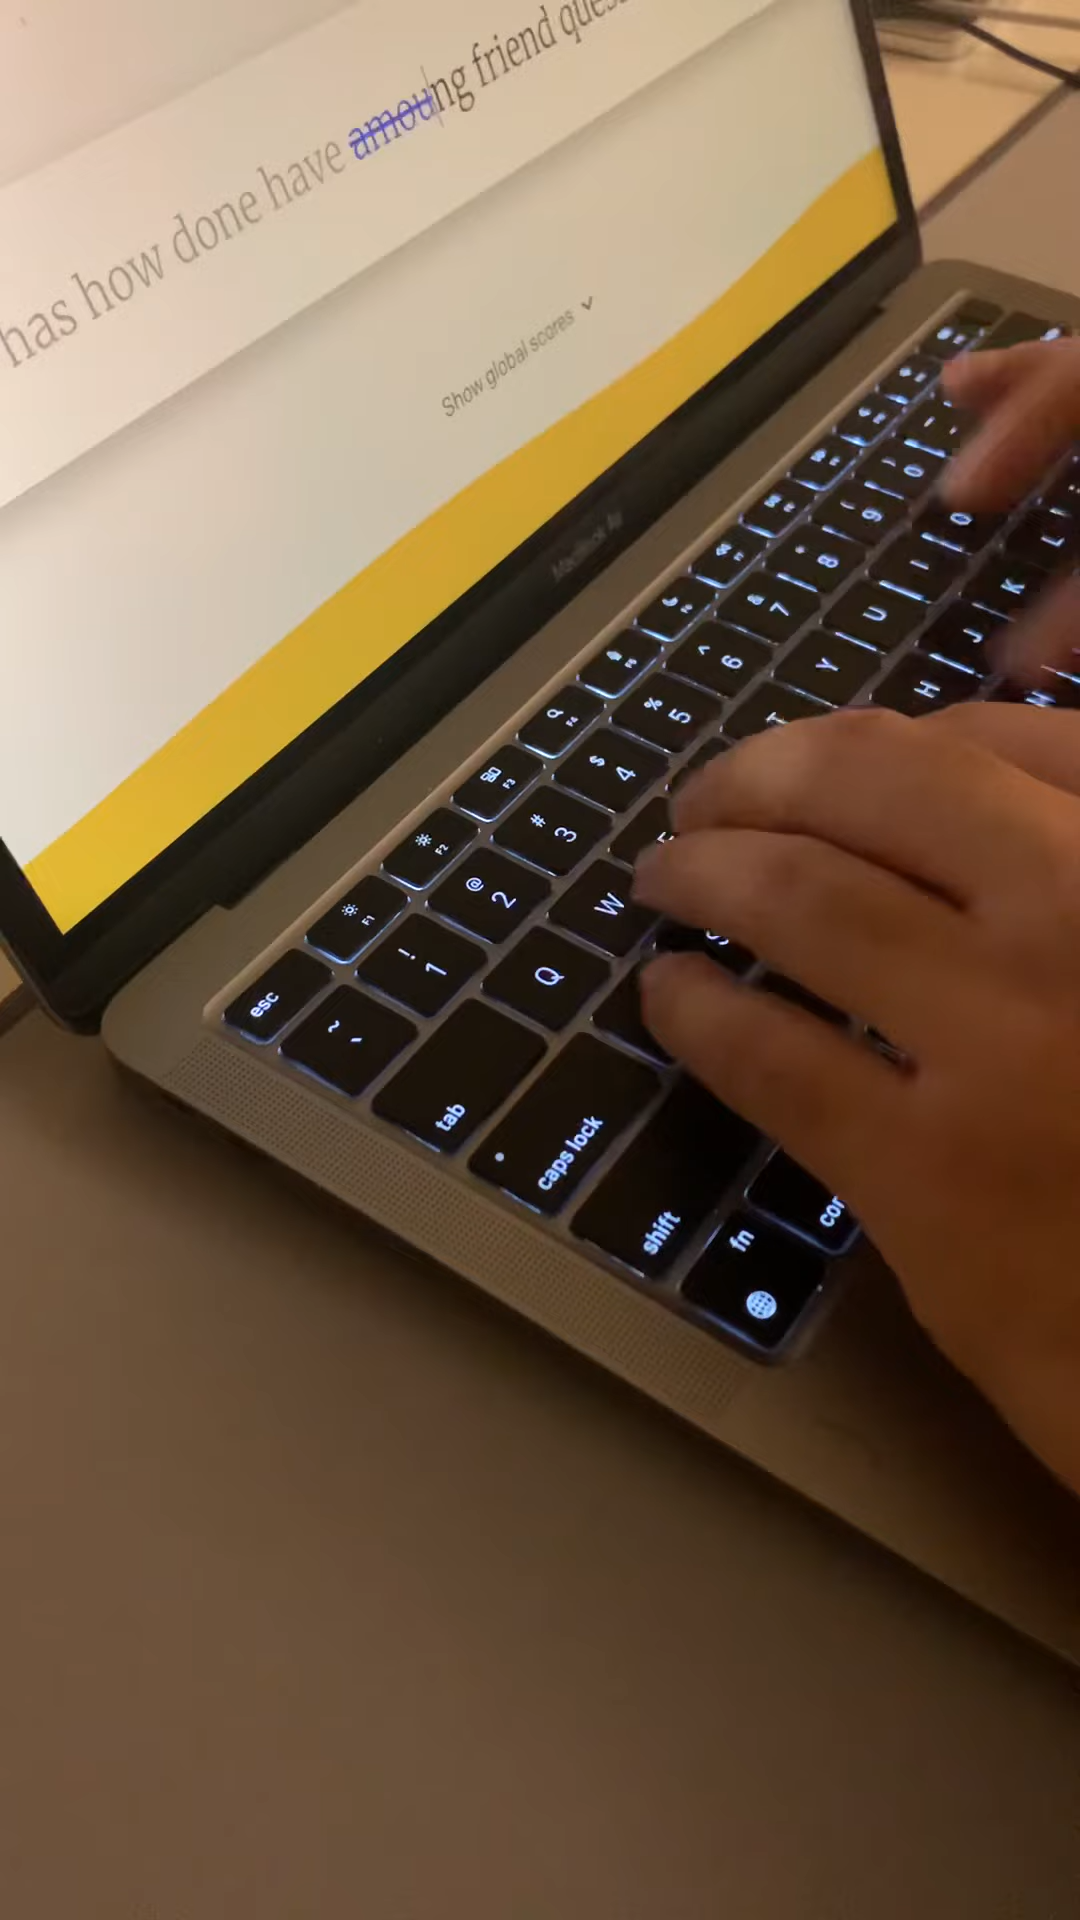 has how done have amoung friend ques
Show global scores
MacBook Air
esc
F1
F2
F3
F4
F5
~ `
! 1
@ 2
# 3
$ 4
% 5
^ 6
& 7
8
9
0
tab
Q
W
Y
U
I
O
caps lock
S
H
J
K
L
shift
fn